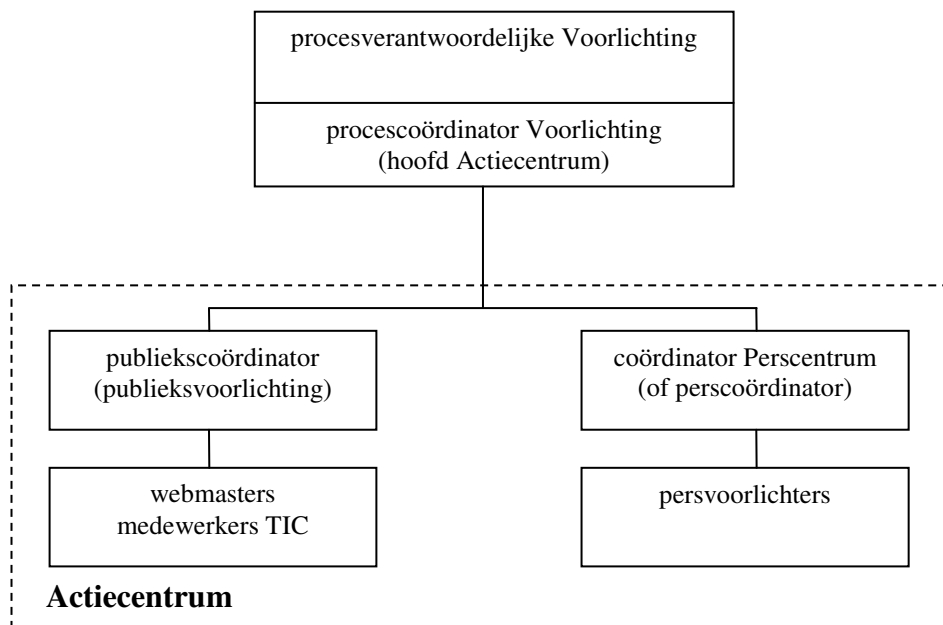 procesverantwoordelijke Voorlichting
procescoördinator Voorlichting
(hoofd Actiecentrum)
publiekscoördinator
(publieksvoorlichting)
coördinator Perscentrum
(of perscoördinator)
webmasters
medewerkers TIC
persvoorlichters
Actiecentrum